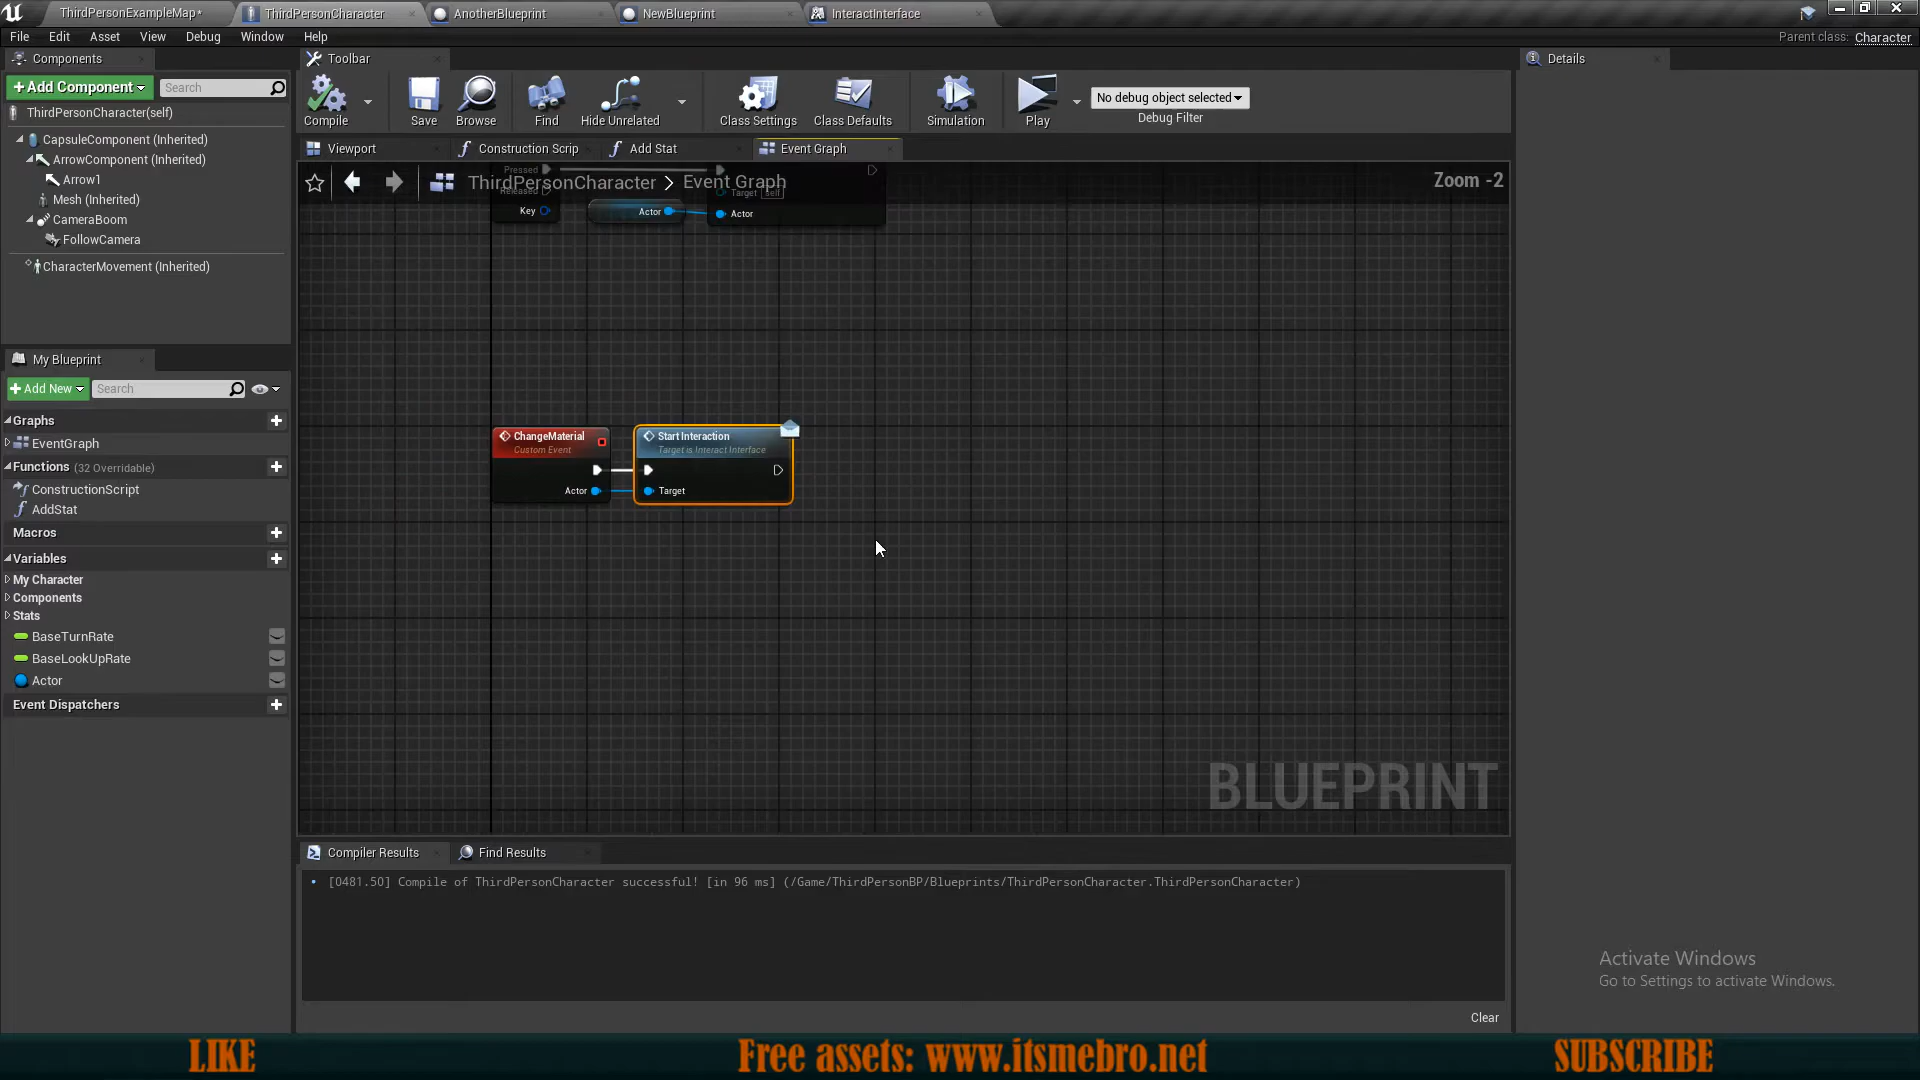 ThirdPersonExampleMap*
ThirdPersonCharacter
AnotherBlueprint
NewBlueprint
InteractInterface
File Edit Asset View Debug Window Help
Parent class: Character
Components
Toolbar
Details
+Add Component
Search
ThirdPersonCharacter(self)
CapsuleComponent (Inherited)
ArrowComponent (Inherited)
Arrow1
Mesh (Inherited)
CameraBoom
FollowCamera
CharacterMovement (Inherited)
Compile
Save
Browse
Find
Hide Unrelated
Class Settings
Class Defaults
Simulation
Play
No debug object selected
Debug Filter
Viewport
Construction Scrip
Add Stat
Event Graph
ThirdPersonCharacter > Event Graph
Zoom -2
Pressed
Released
Key
Actor
Target self
Actor
ChangeMaterial
Custom Event
Actor
Start Interaction
Target is Interact Interface
Target
BLUEPRINT
My Blueprint
+Add New
Search
Graphs
EventGraph
Functions (32 Overridable)
ConstructionScript
AddStat
Macros
Variables
My Character
Components
Stats
BaseTurnRate
BaseLookUpRate
Actor
Event Dispatchers
Compiler Results
Find Results
[0481.50] Compile of ThirdPersonCharacter successful! [in 96 ms] (/Game/ThirdPersonBP/Blueprints/ThirdPersonCharacter.ThirdPersonCharacter)
Clear
Activate Windows
Go to Settings to activate Windows.
LIKE
Free assets: www.itsmebro.net
SUBSCRIBE